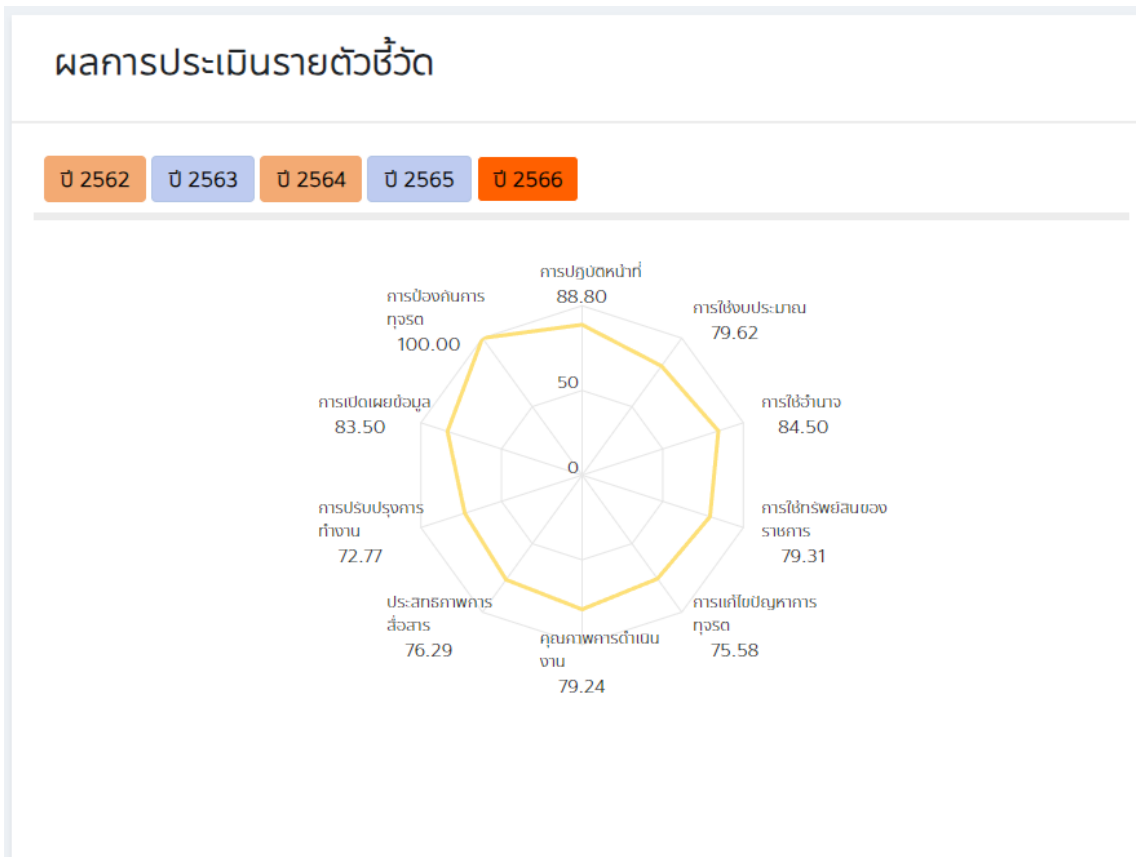 ผลการประเมินรายตัวชี้วัด
ปี 2562
ปี 2563
ปี 2564
ปี 2565
ปี 2566
การปฏิบัติหน้าที่
88.80
การใช้งบประมาณ
79.62
การใช้อำนาจ
84.50
การใช้ทรัพย์สินของ
ราชการ
79.31
การแก้ไขปัญหาการ
ทุจริต
75.58
คุณภาพการดำเนิน
งาน
79.24
ประสิทธิภาพการ
สื่อสาร
76.29
การปรับปรุงการ
ทำงาน
72.77
การเปิดเผยข้อมูล
83.50
การป้องกันการ
ทุจริต
100.00
50
0